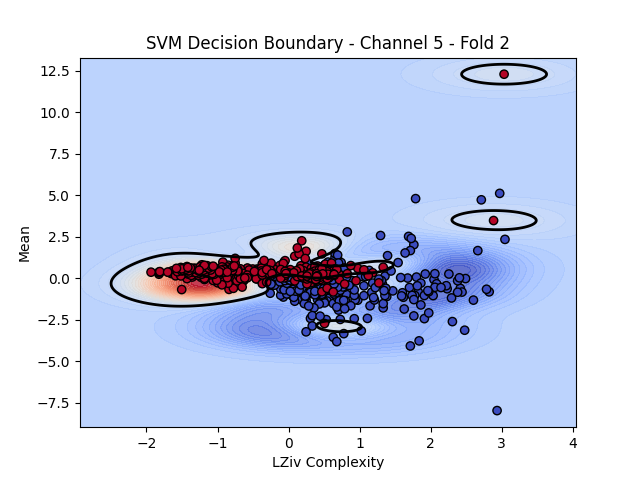 SVM Decision Boundary - Channel 5 - Fold 2
12.5
10.0
7.5
5.0
2.5
0.0
−2.5
−5.0
−7.5
Mean
−2 −1 0 1 2 3 4
LZiv Complexity